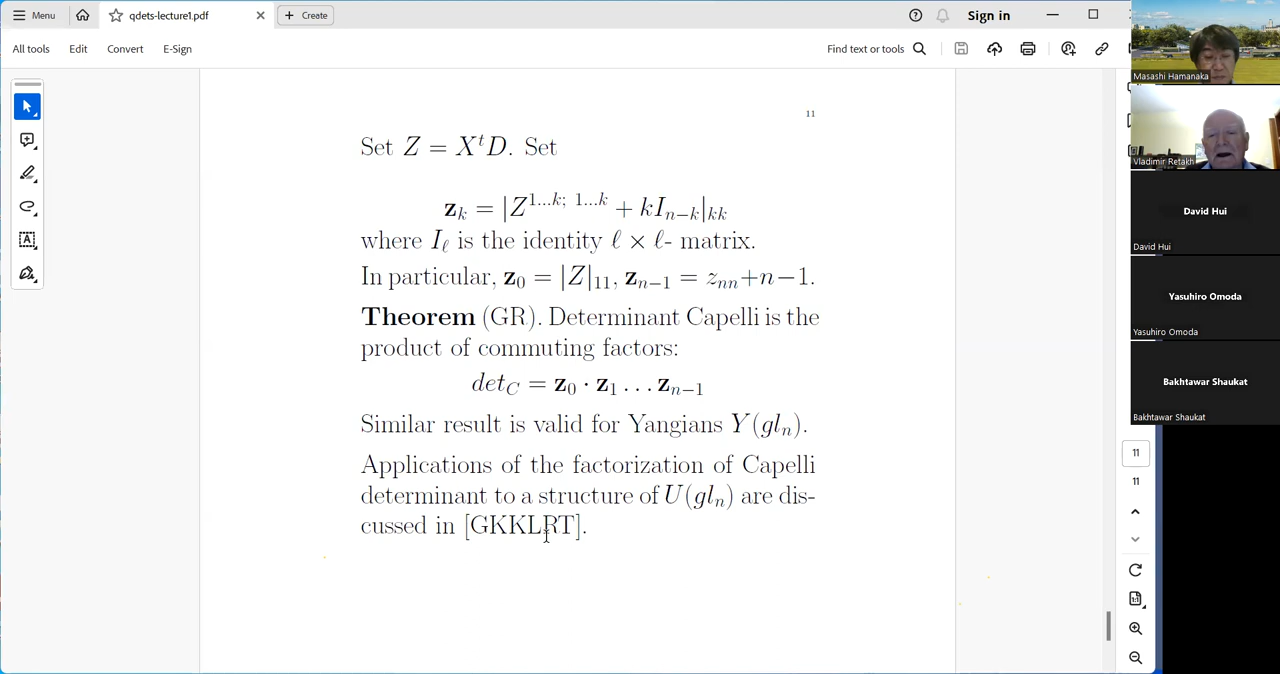 Menu
qdets-lecture1.pdf
Create
Sign in
All tools
Edit
Convert
E-Sign
Find text or tools
11
Set Z = X^t D. Set
z_k = |Z^{1...k; 1...k} + kI_{n−k}|_{kk}
where I_ℓ is the identity ℓ × ℓ- matrix.
In particular, z_0 = |Z|_{11}, z_{n−1} = z_{nn}+n−1.
Theorem (GR). Determinant Capelli is the
product of commuting factors:
det_C = z_0 · z_1 . . . z_{n−1}
Similar result is valid for Yangians Y(gl_n).
Applications of the factorization of Capelli
determinant to a structure of U(gl_n) are dis-
cussed in [GKKLRT].
Masashi Hamanaka
Vladimir Retakh
David Hui
David Hui
Yasuhiro Omoda
Yasuhiro Omoda
Bakhtawar Shaukat
Bakhtawar Shaukat
11
11
1:1